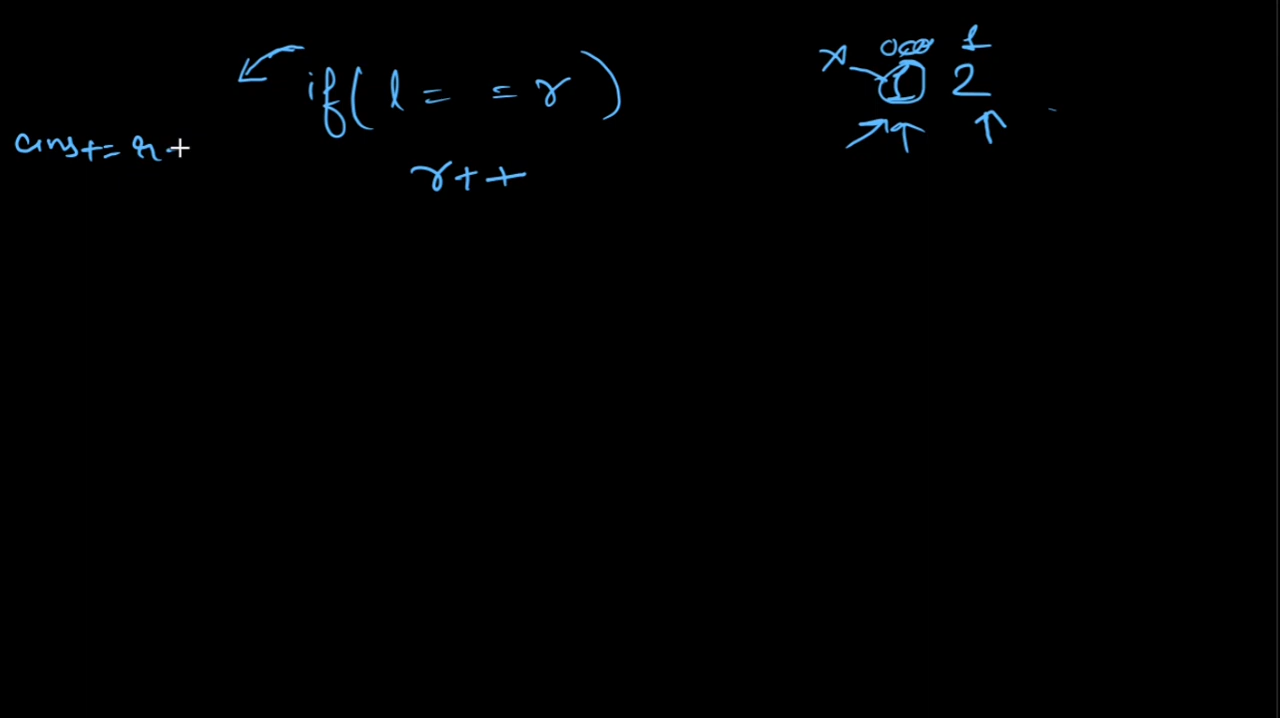 if( l = = r )
ans += r
r++
1 2